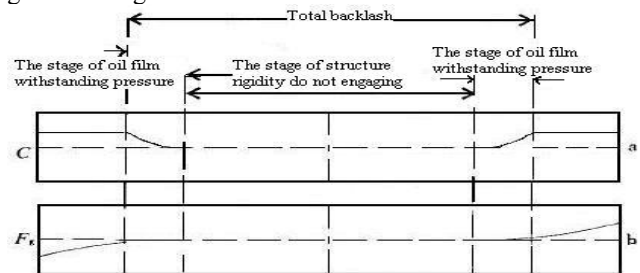 Total backlash
The stage of oil film
withstanding pressure
The stage of structure
rigidity do not engaging
The stage of oil film
withstanding pressure
C
a
b